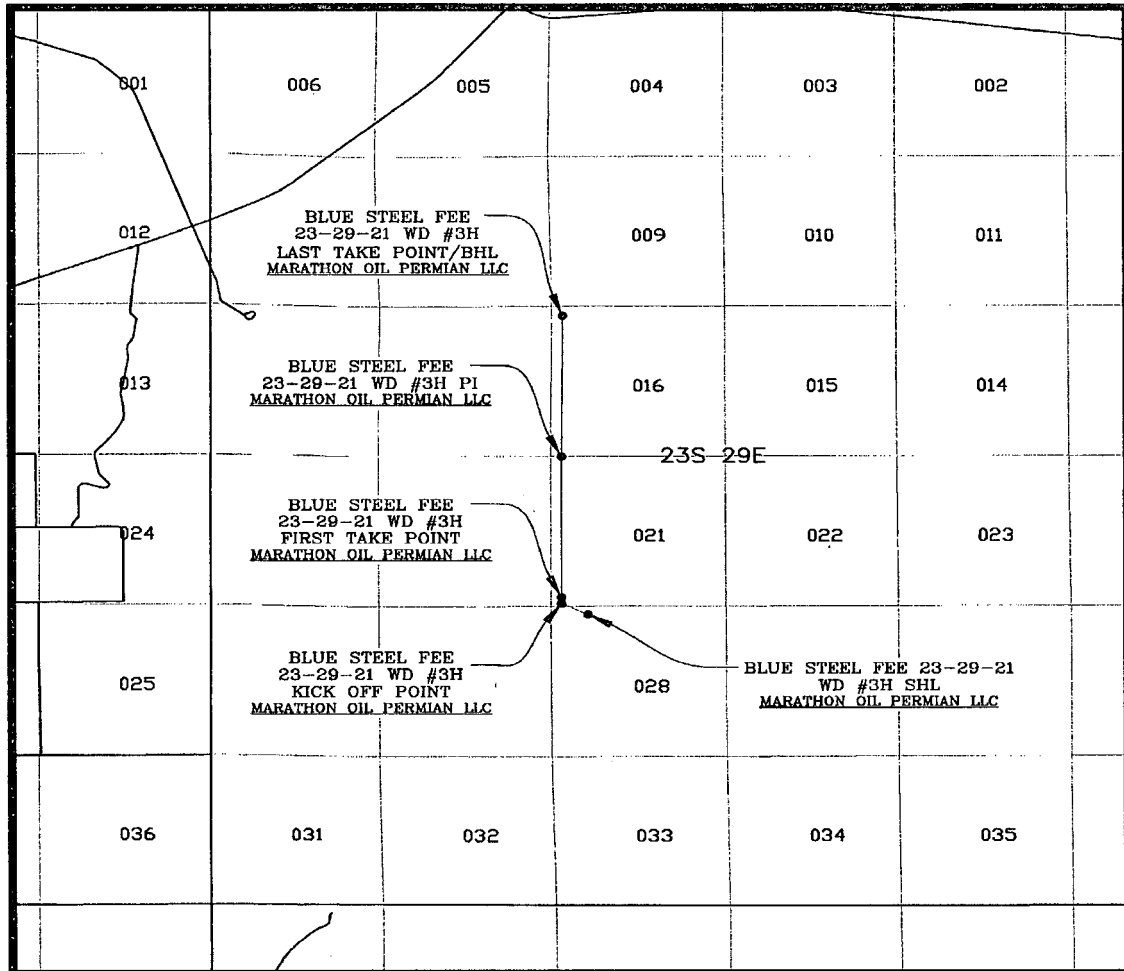 001
006
005
004
003
002
012
BLUE STEEL FEE
23-29-21 WD #3H
LAST TAKE POINT/BHL
MARATHON OIL PERMIAN LLC
009
010
011
013
BLUE STEEL FEE
23-29-21 WD #3H PI
MARATHON OIL PERMIAN LLC
016
015
014
23S 29E
024
BLUE STEEL FEE
23-29-21 WD #3H
FIRST TAKE POINT
MARATHON OIL PERMIAN LLC
021
022
023
025
BLUE STEEL FEE
23-29-21 WD #3H
KICK OFF POINT
MARATHON OIL PERMIAN LLC
028
BLUE STEEL FEE 23-29-21
WD #3H SHL
MARATHON OIL PERMIAN LLC
036
031
032
033
034
035